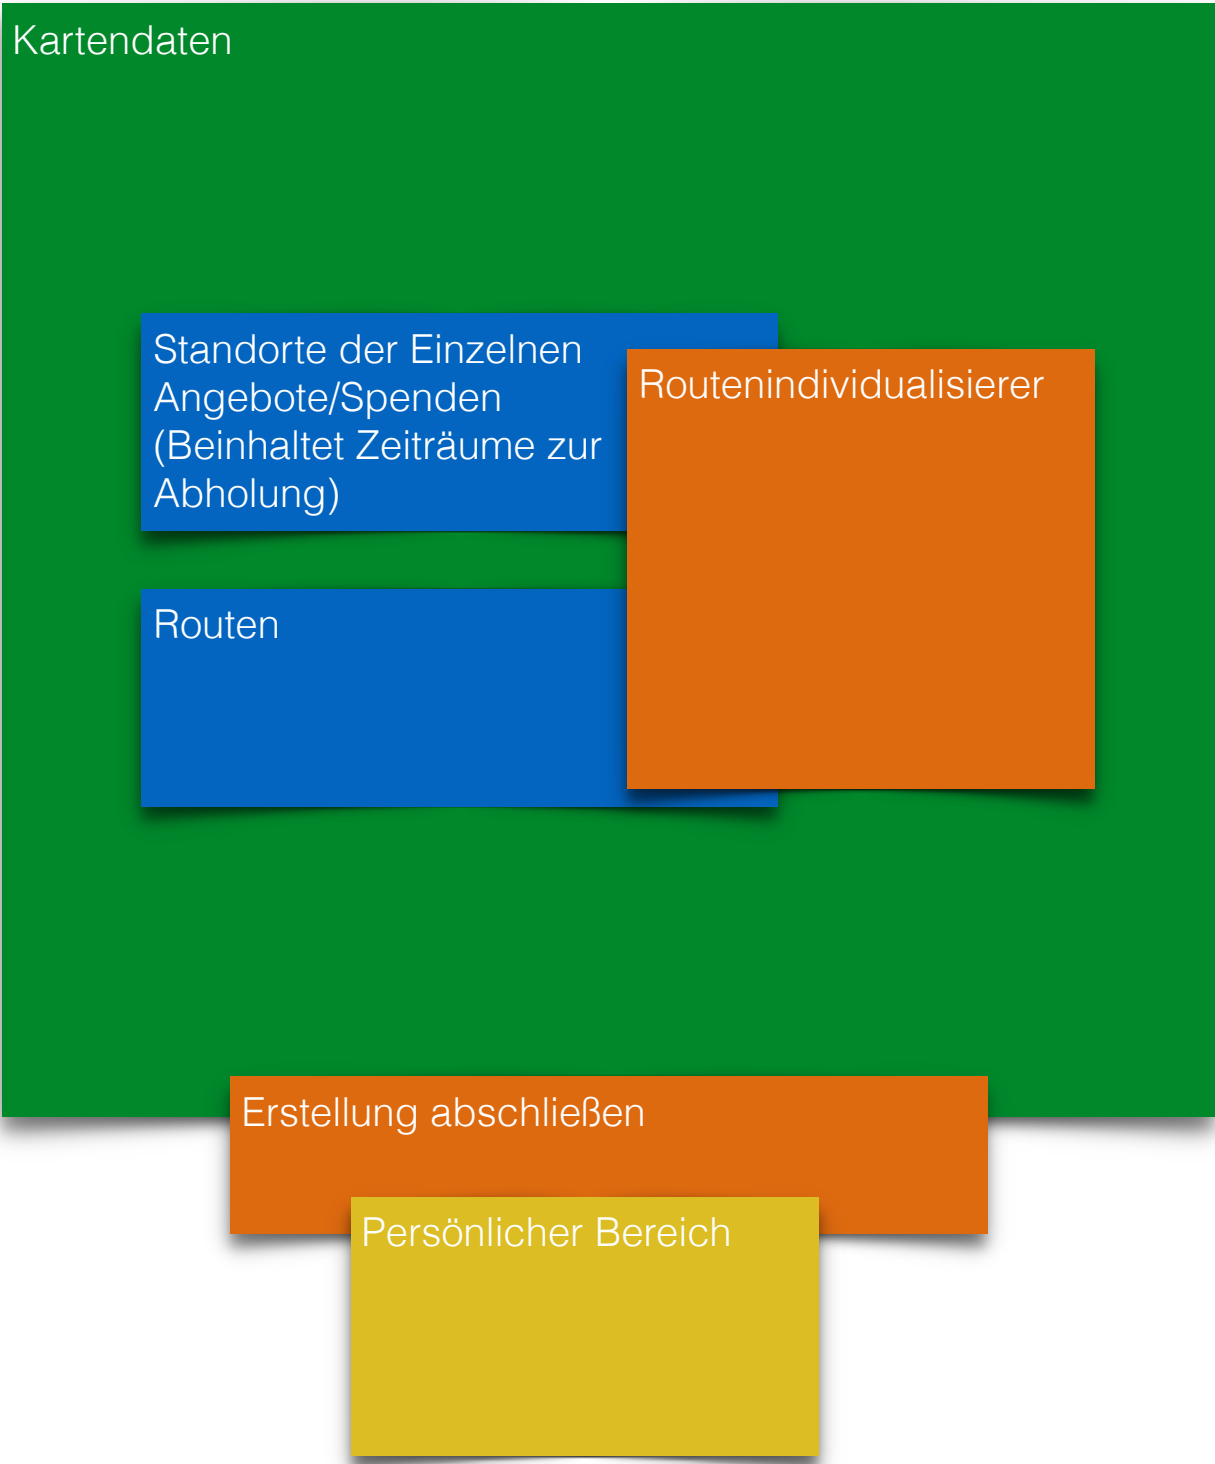 Kartendaten
Standorte der Einzelnen
Angebote/Spenden
(Beinhaltet Zeiträume zur
Abholung)
Routenindividualisierer
Routen
Erstellung abschließen
Persönlicher Bereich